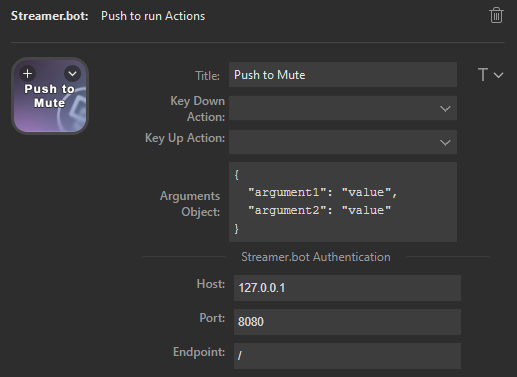 Streamer.bot: Push to run Actions
Push to
Mute
Title: Push to Mute
T
Key Down
Action:
Key Up Action:
Arguments
Object:
{
"argument1": "value",
"argument2": "value"
}
Streamer.bot Authentication
Host: 127.0.0.1
Port: 8080
Endpoint: /